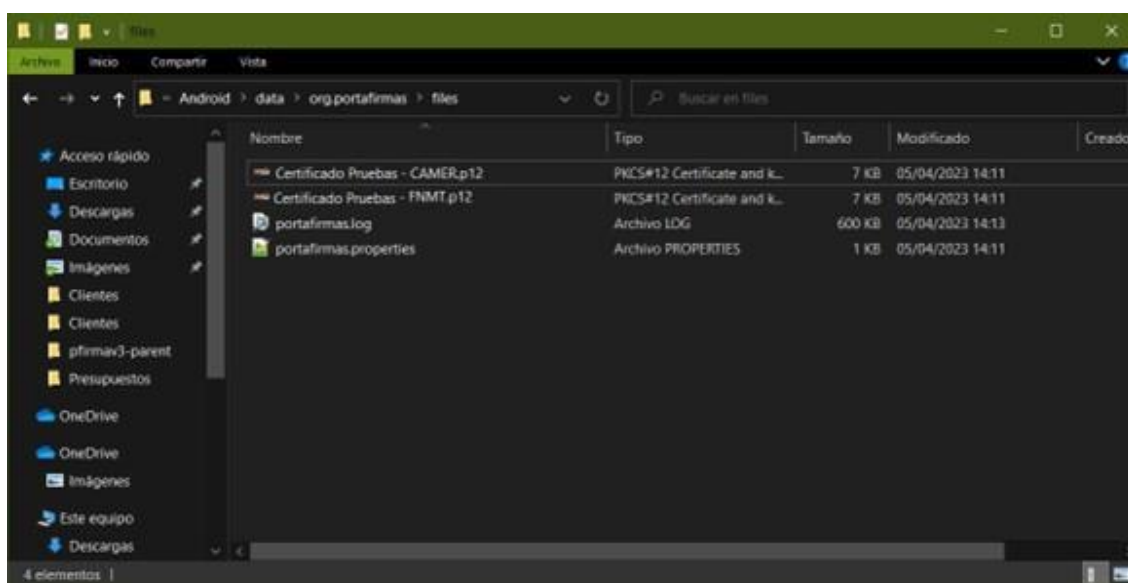 files
Archivo Inicio Compartir Vista
Android > data > org.portafirmas > files Buscar en files
Nombre Tipo Tamaño Modificado Creado
Acceso rápido
Escritorio
Descargas
Documentos
Imágenes
Clientes
Clientes
pfirmav3-parent
Presupuestos
OneDrive
OneDrive
Imágenes
Este equipo
Descargas
Certificado Pruebas - CAMER.p12 PKCS#12 Certificate and k... 7 KB 05/04/2023 14:11
Certificado Pruebas - FNMT.p12 PKCS#12 Certificate and k... 7 KB 05/04/2023 14:11
portafirmas.log Archivo LOG 600 KB 05/04/2023 14:13
portafirmas.properties Archivo PROPERTIES 1 KB 05/04/2023 14:11
4 elementos